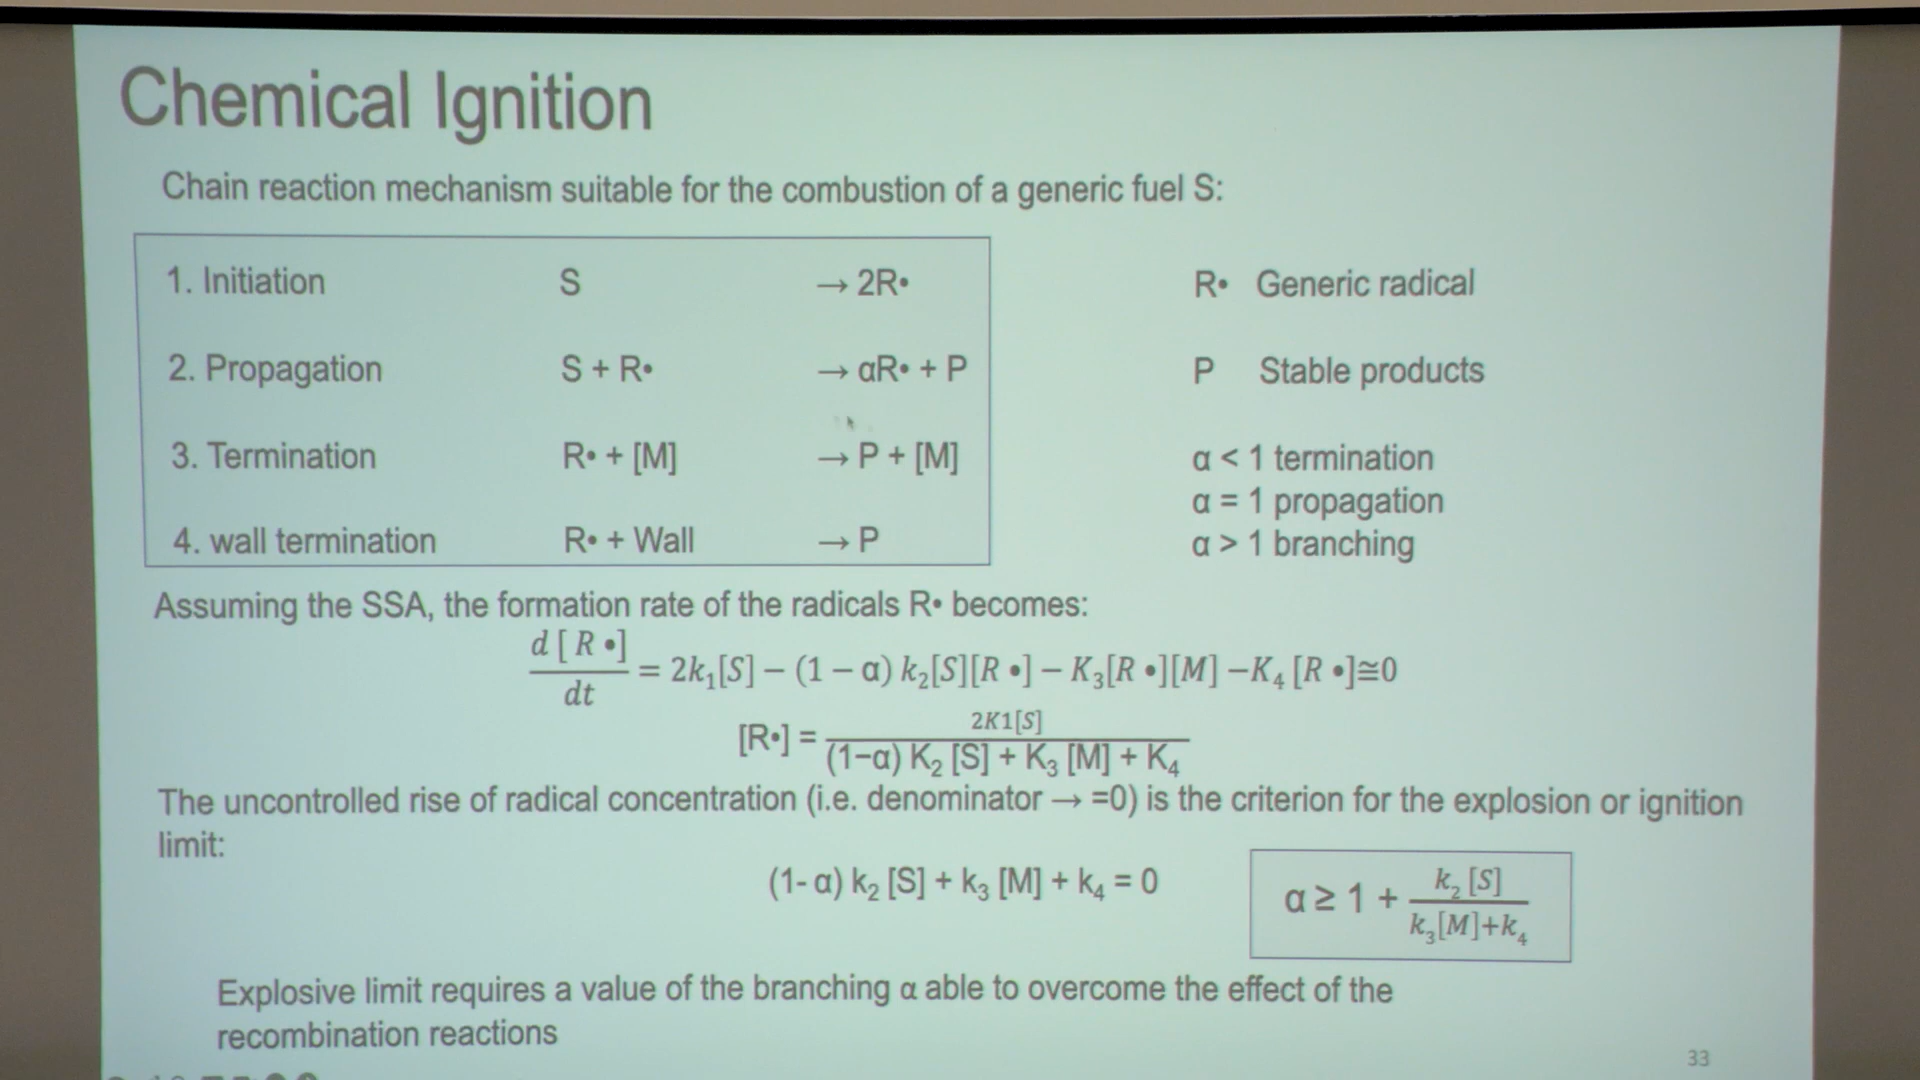 Chemical Ignition
Chain reaction mechanism suitable for the combustion of a generic fuel S:
1. Initiation S → 2R• R• Generic radical
2. Propagation S + R• → αR• + P P Stable products
3. Termination R• + [M] → P + [M] α < 1 termination
α = 1 propagation
4. wall termination R• + Wall → P α > 1 branching
Assuming the SSA, the formation rate of the radicals R• becomes:
d [ R •] / dt = 2k₁[S] – (1 – α) k₂[S][R •] – K₃[R •][M] –K₄ [R •]≅0
[R•] = 2K1[S] / (1–α) K₂ [S] + K₃ [M] + K₄
The uncontrolled rise of radical concentration (i.e. denominator → =0) is the criterion for the explosion or ignition
limit:
(1- α) k₂ [S] + k₃ [M] + k₄ = 0 α ≥ 1 + k₂ [S] / k₃[M]+k₄
Explosive limit requires a value of the branching α able to overcome the effect of the
recombination reactions
33